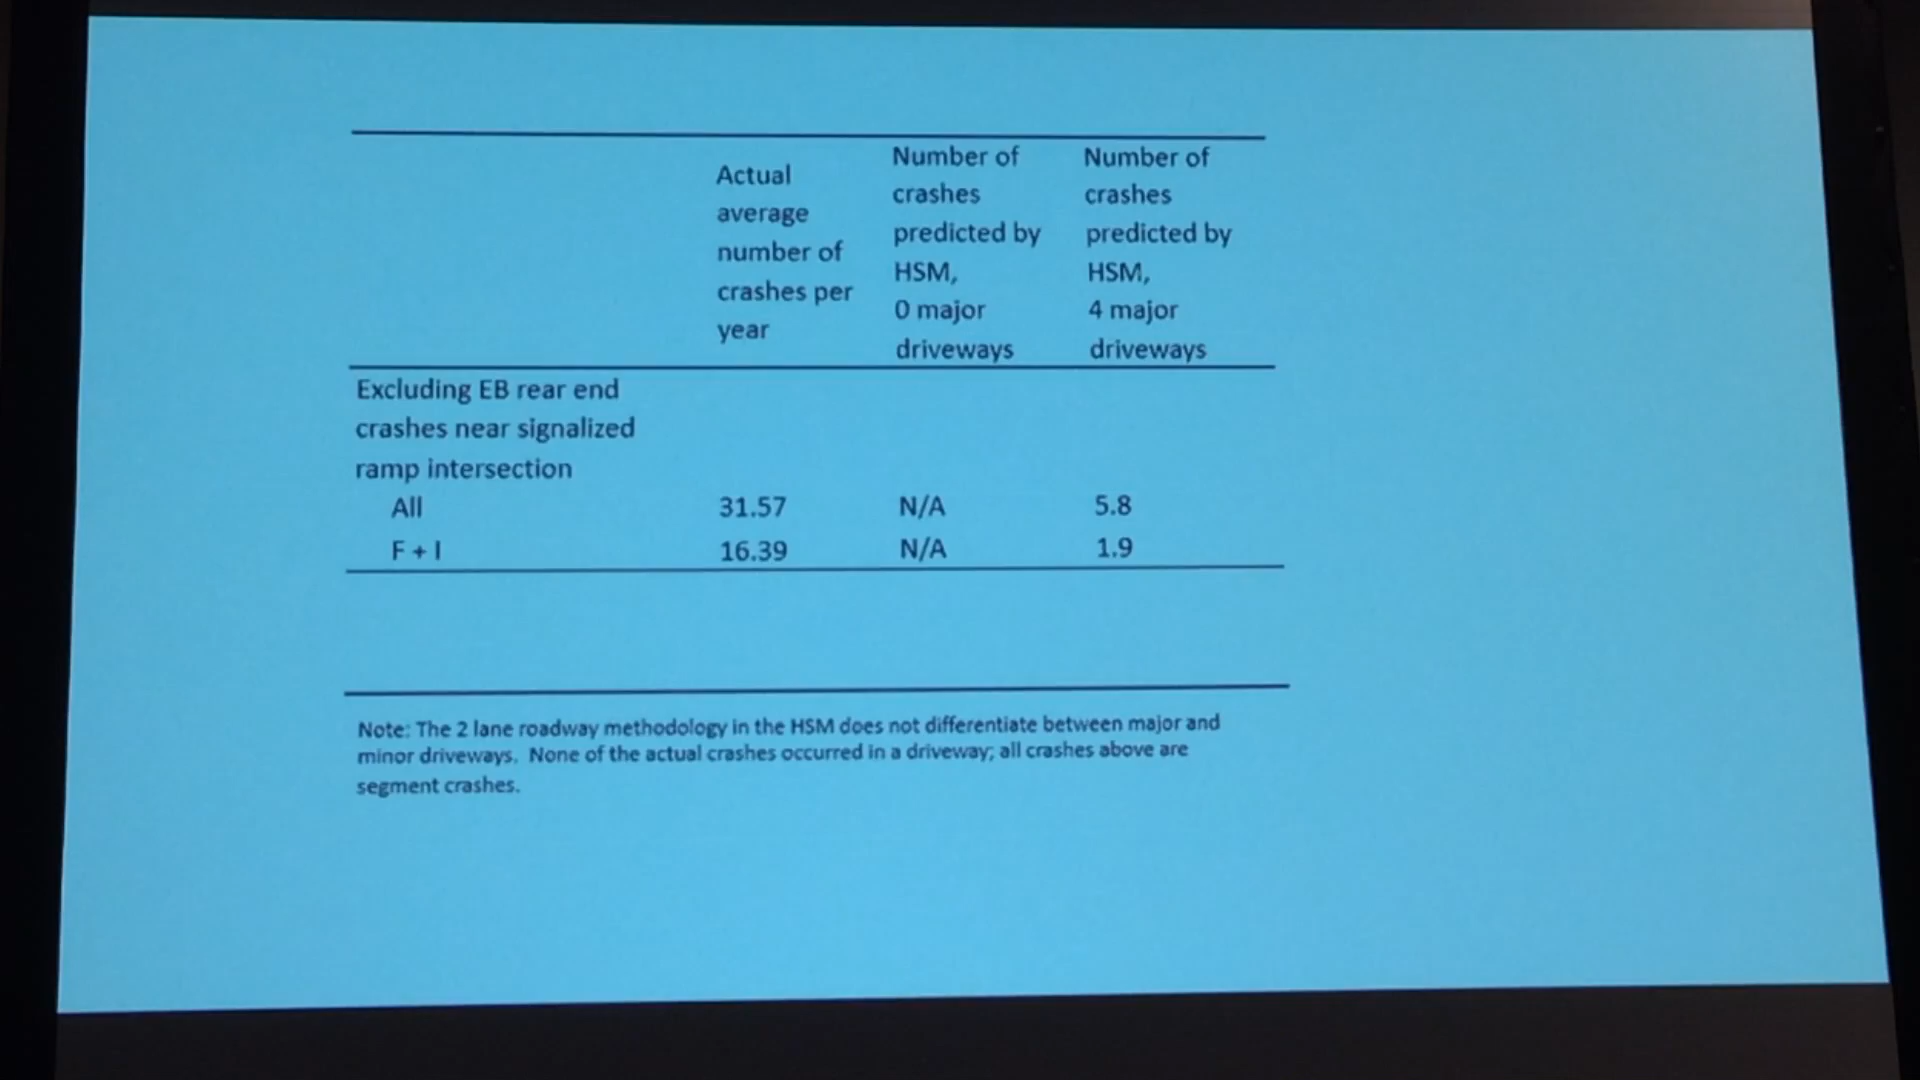 Actual
average
number of
crashes per
year
Number of
crashes
predicted by
HSM,
0 major
driveways
Number of
crashes
predicted by
HSM,
4 major
driveways
Excluding EB rear end
crashes near signalized
ramp intersection
All 31.57 N/A 5.8
F + I 16.39 N/A 1.9
Note: The 2 lane roadway methodology in the HSM does not differentiate between major and
minor driveways. None of the actual crashes occurred in a driveway; all crashes above are
segment crashes.